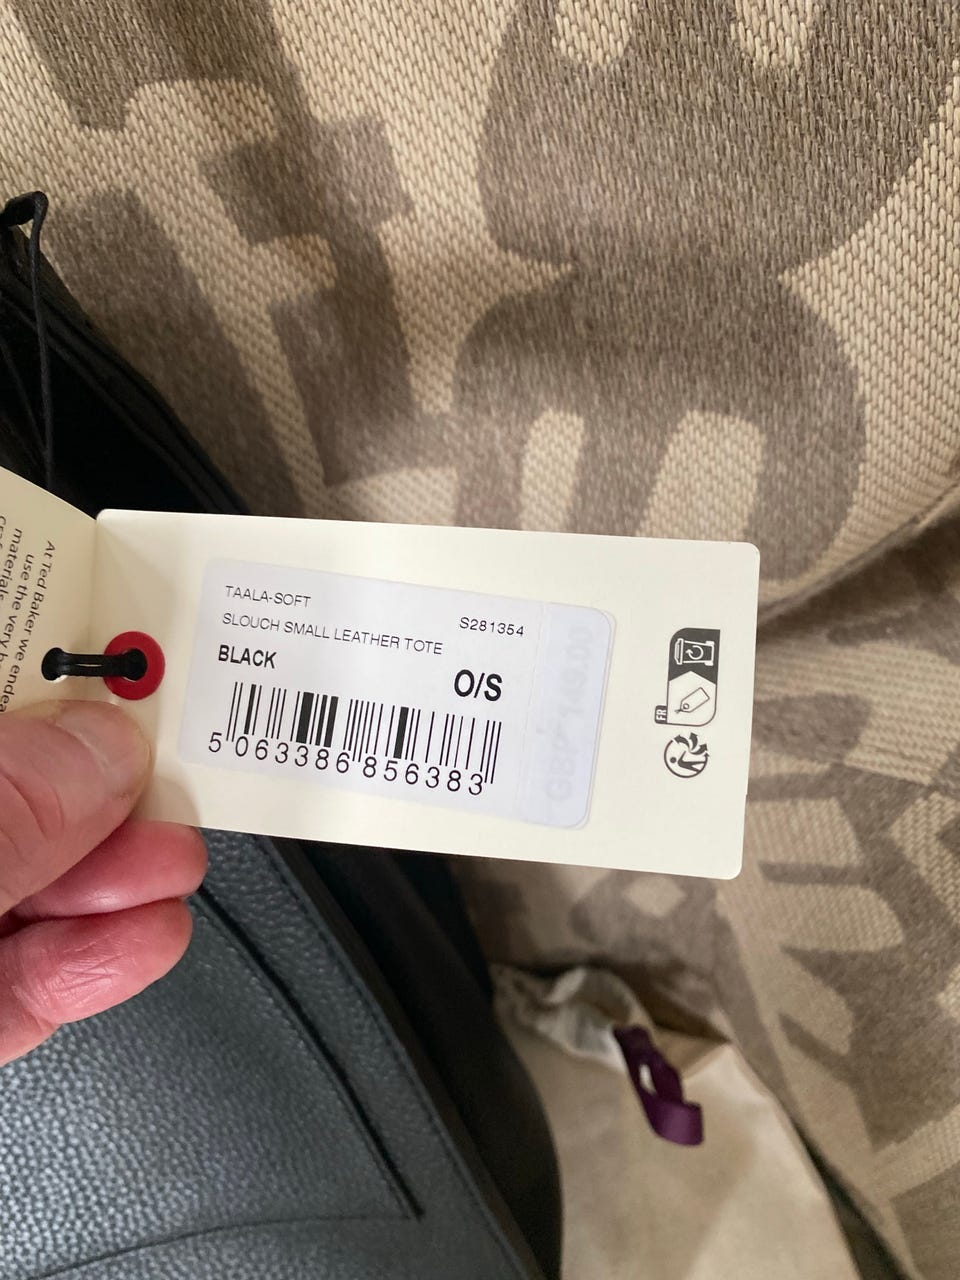 At Ted Baker we endea
use the very b
materials
TAALA-SOFT
SLOUCH SMALL LEATHER TOTE
S281354
BLACK
O/S
5 063386 856383
GBP 149.00
FR